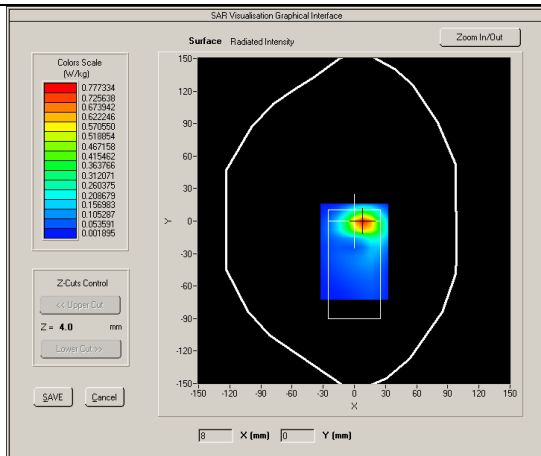 SAR Visualisation Graphical Interface
Surface Radiated Intensity
Zoom In/Out
Colors Scale
(W/kg)
0.777334
0.725638
0.673942
0.622246
0.570550
0.518854
0.467158
0.415462
0.363766
0.312071
0.260375
0.208679
0.156983
0.105287
0.053591
0.001895
150
120
90
60
30
Y 0
-30
-60
-90
-120
-150
-150 -120 -90 -60 -30 0 30 60 90 120 150
X
Z-Cuts Control
<< Upper Cut
Z = 4.0 mm
Lower Cut >>
SAVE Cancel
8 X (mm) 0 Y (mm)